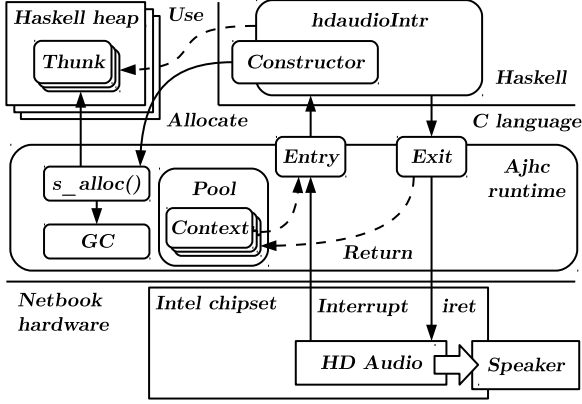 Haskell heap
Use
hdaudioIntr
Thunk
Constructor
Haskell
Allocate
C language
Entry
Exit
Ajhc
runtime
s_alloc()
Pool
Context
GC
Return
Netbook
hardware
Intel chipset
Interrupt
iret
HD Audio
Speaker